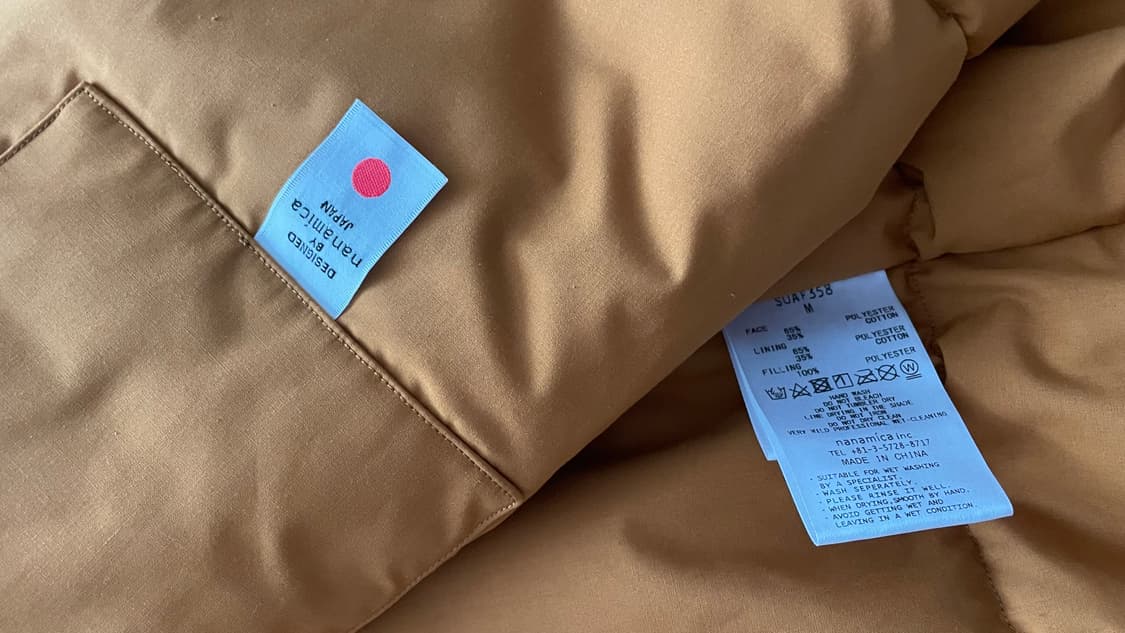 DESIGNED
BY
nanamica
JAPAN
SUAF358
M
FACE 65% POLYESTER
35% COTTON
LINING 65% POLYESTER
35% COTTON
FILLING 100% POLYESTER
W
HAND WASH
DO NOT BLEACH
DO NOT TUMBLER DRY
LINE DRYING IN THE SHADE
DO NOT IRON
DO NOT DRY CLEAN
VERY MILD PROFESSIONAL WET-CLEANING
nanamica inc.
TEL +81-3-5728-8717
MADE IN CHINA
· SUITABLE FOR WET WASHING
BY A SPECIALIST.
· WASH SEPERATELY.
· PLEASE RINSE IT WELL.
· WHEN DRYING,SMOOTH BY HAND.
· AVOID GETTING WET AND
LEAVING IN A WET CONDITION.